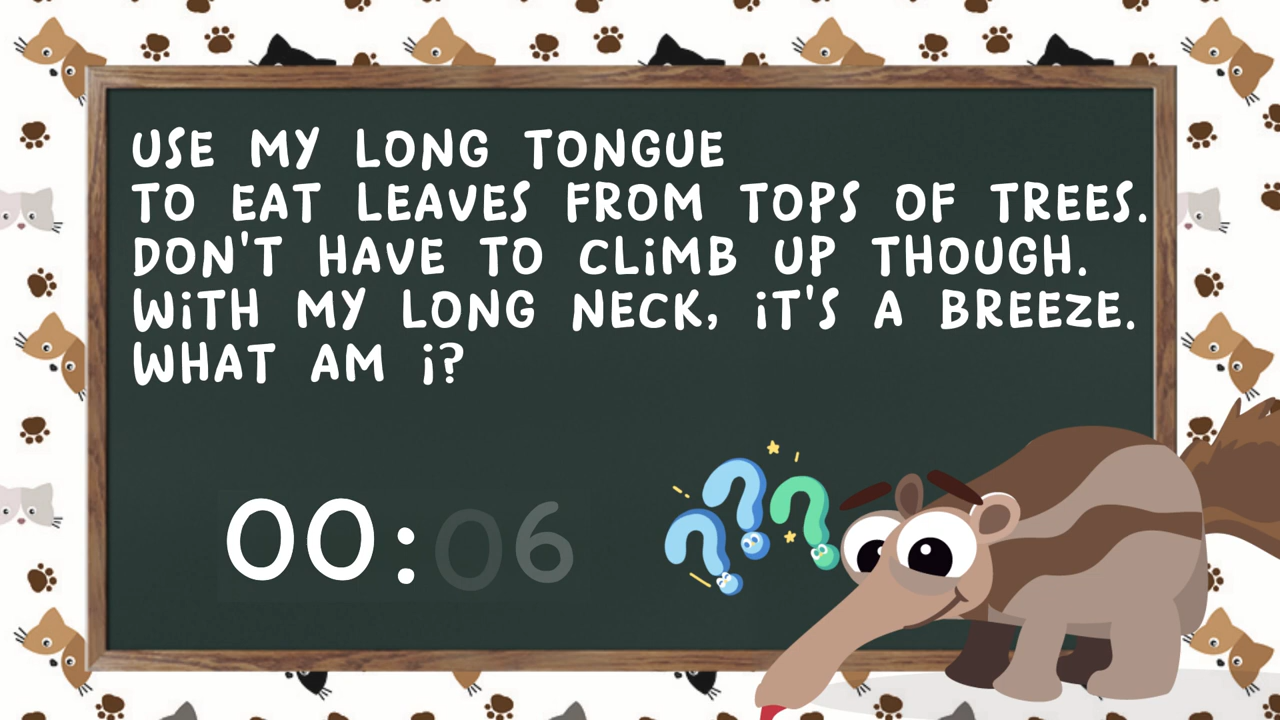 USE MY LONG TONGUE
TO EAT LEAVES FROM TOPS OF TREES.
DON'T HAVE TO CLiMB UP THOUGH.
WiTH MY LONG NECK, iT'S A BREEZE.
WHAT AM i?
00:06